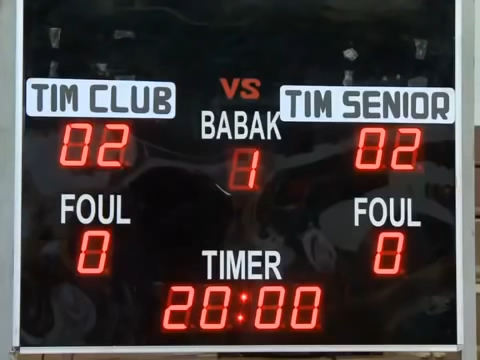 VS
TIM CLUB
TIM SENIOR
BABAK
02
1
02
FOUL
FOUL
0
0
TIMER
20:00